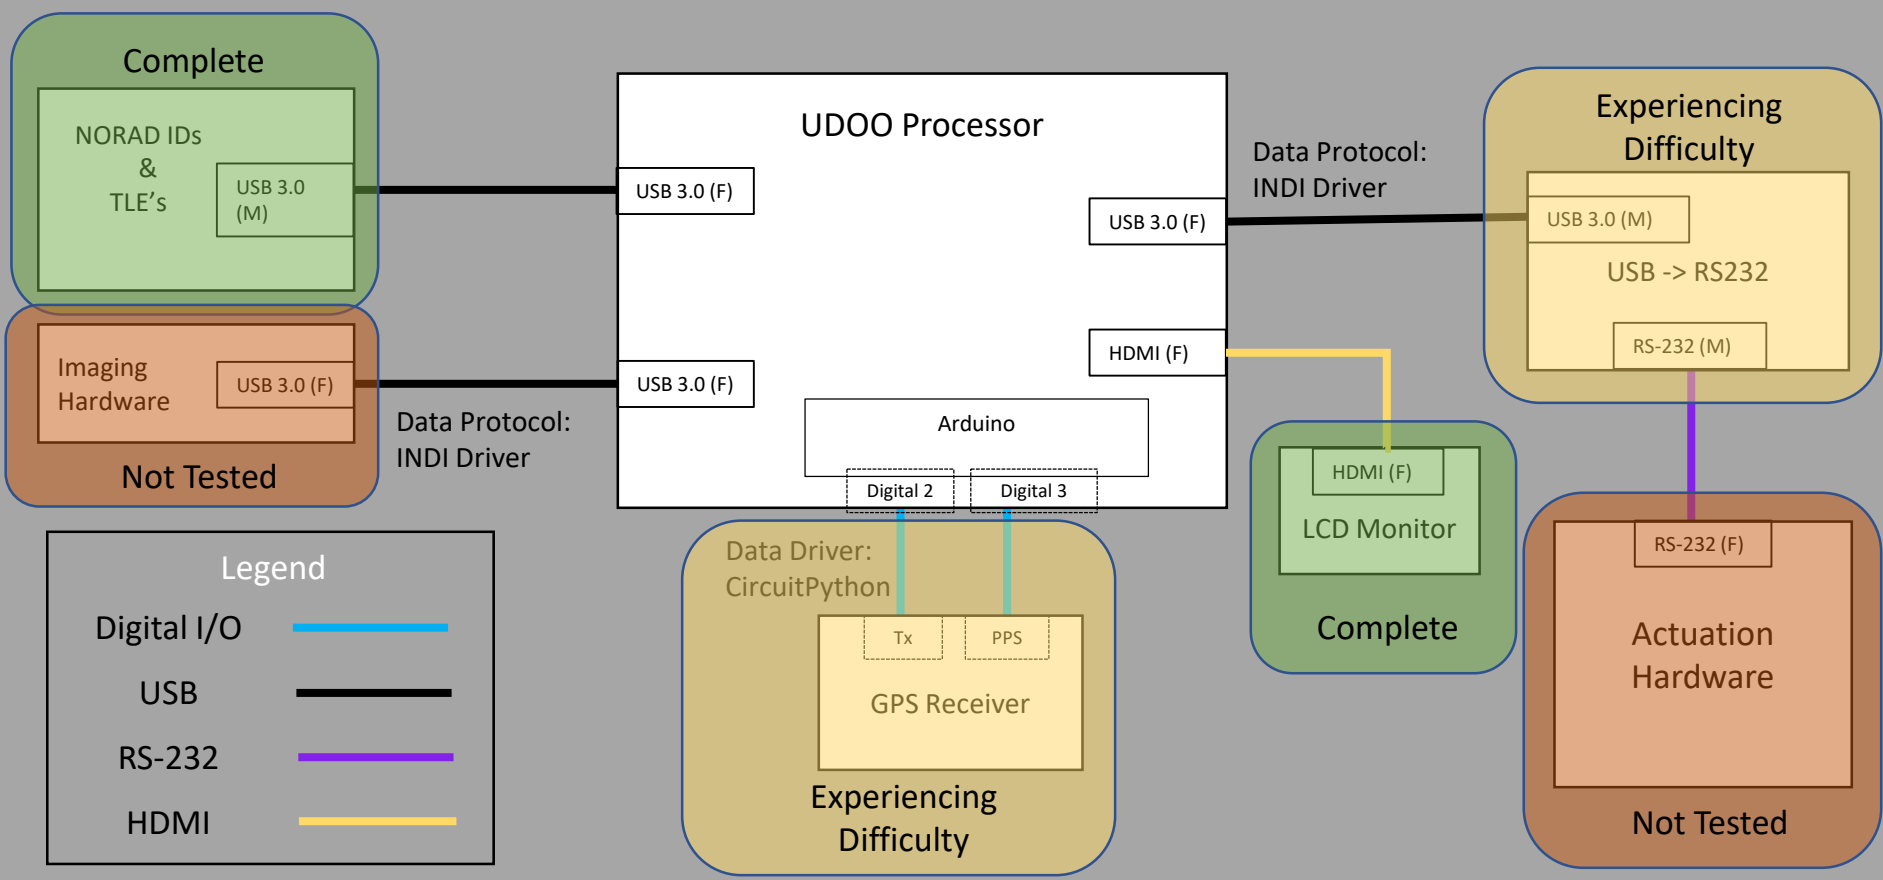 Complete
NORAD IDs
&
TLE's
USB 3.0
(M)
Imaging
Hardware
USB 3.0 (F)
Not Tested
Data Protocol:
INDI Driver
UDOO Processor
USB 3.0 (F)
USB 3.0 (F)
USB 3.0 (F)
HDMI (F)
Arduino
Digital 2
Digital 3
Data Protocol:
INDI Driver
Experiencing
Difficulty
USB 3.0 (M)
USB -> RS232
RS-232 (M)
HDMI (F)
LCD Monitor
Complete
RS-232 (F)
Actuation
Hardware
Not Tested
Data Driver:
CircuitPython
Tx
PPS
GPS Receiver
Experiencing
Difficulty
Legend
Digital I/O
USB
RS-232
HDMI